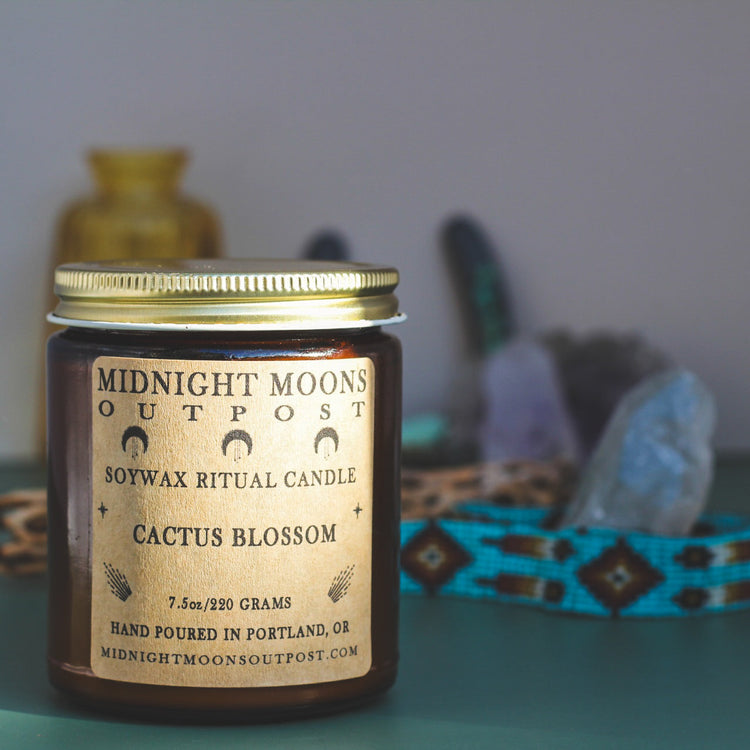 MIDNIGHT MOONS
OUTPOST
SOYWAX RITUAL CANDLE
CACTUS BLOSSOM
7.5oz/220 GRAMS
HAND POURED IN PORTLAND, OR
MIDNIGHTMOONSOUTPOST.COM